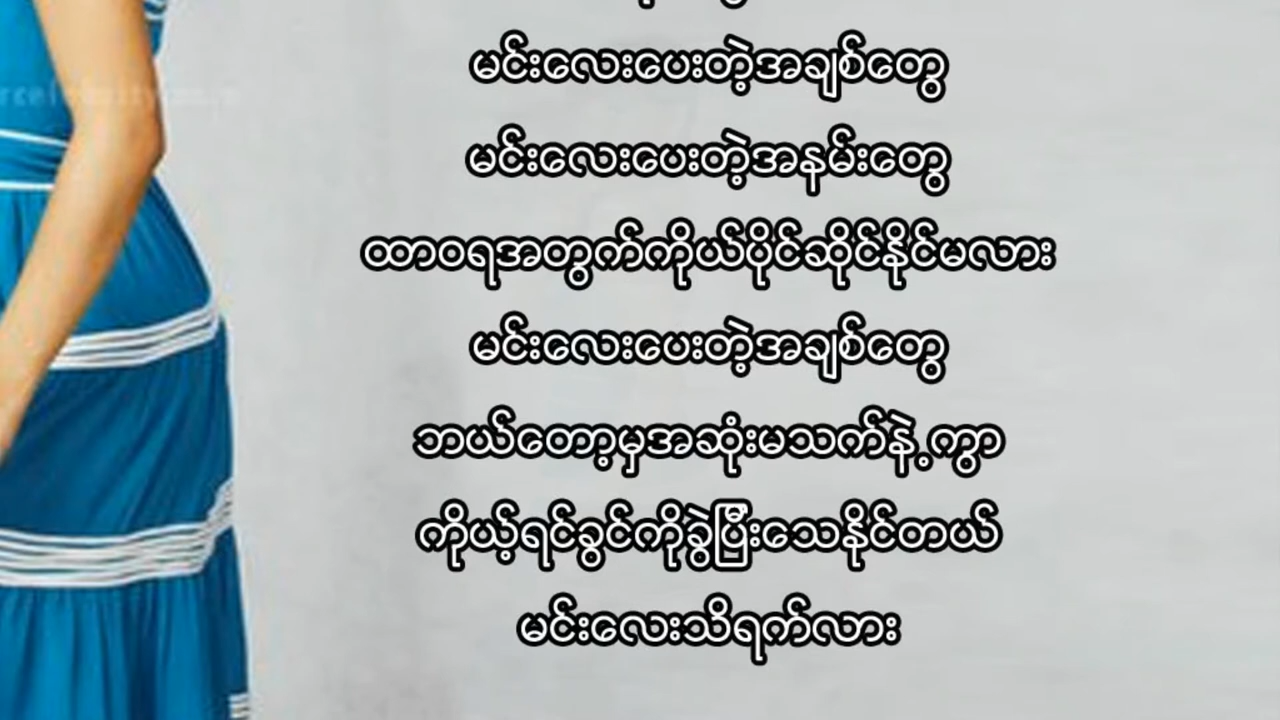 မင်းလေးပေးတဲ့အချစ်တွေ
မင်းလေးပေးတဲ့အနမ်းတွေ
ထာဝရအတွက်ကိုယ်ပိုင်ဆိုင်နိုင်မလား
မင်းလေးပေးတဲ့အချစ်တွေ
ဘယ်တော့မှအဆုံးမသက်နဲ့ကွာ
ကိုယ့်ရင်ခွင်ကိုခွဲပြီးသေနိုင်တယ်
မင်းလေးသိရက်လား